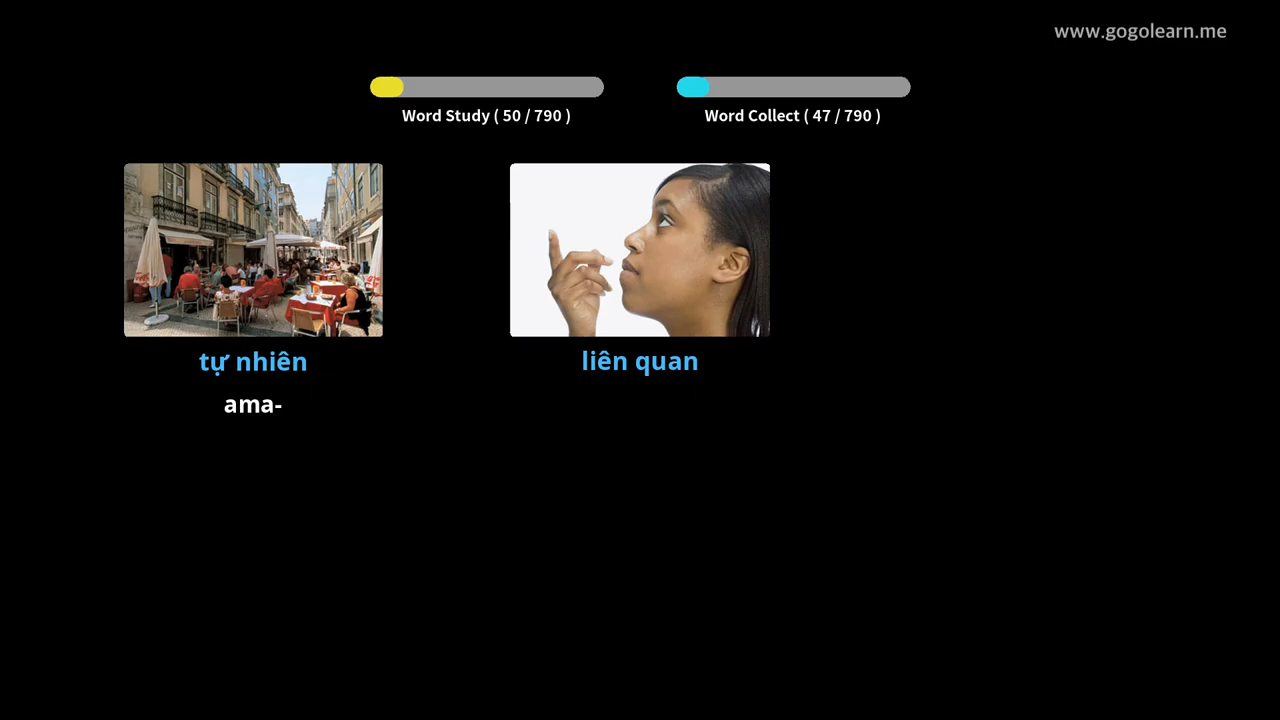 www.gogolearn.me
Word Study ( 50 / 790 )
Word Collect ( 47 / 790 )
tự nhiên
liên quan
ama-